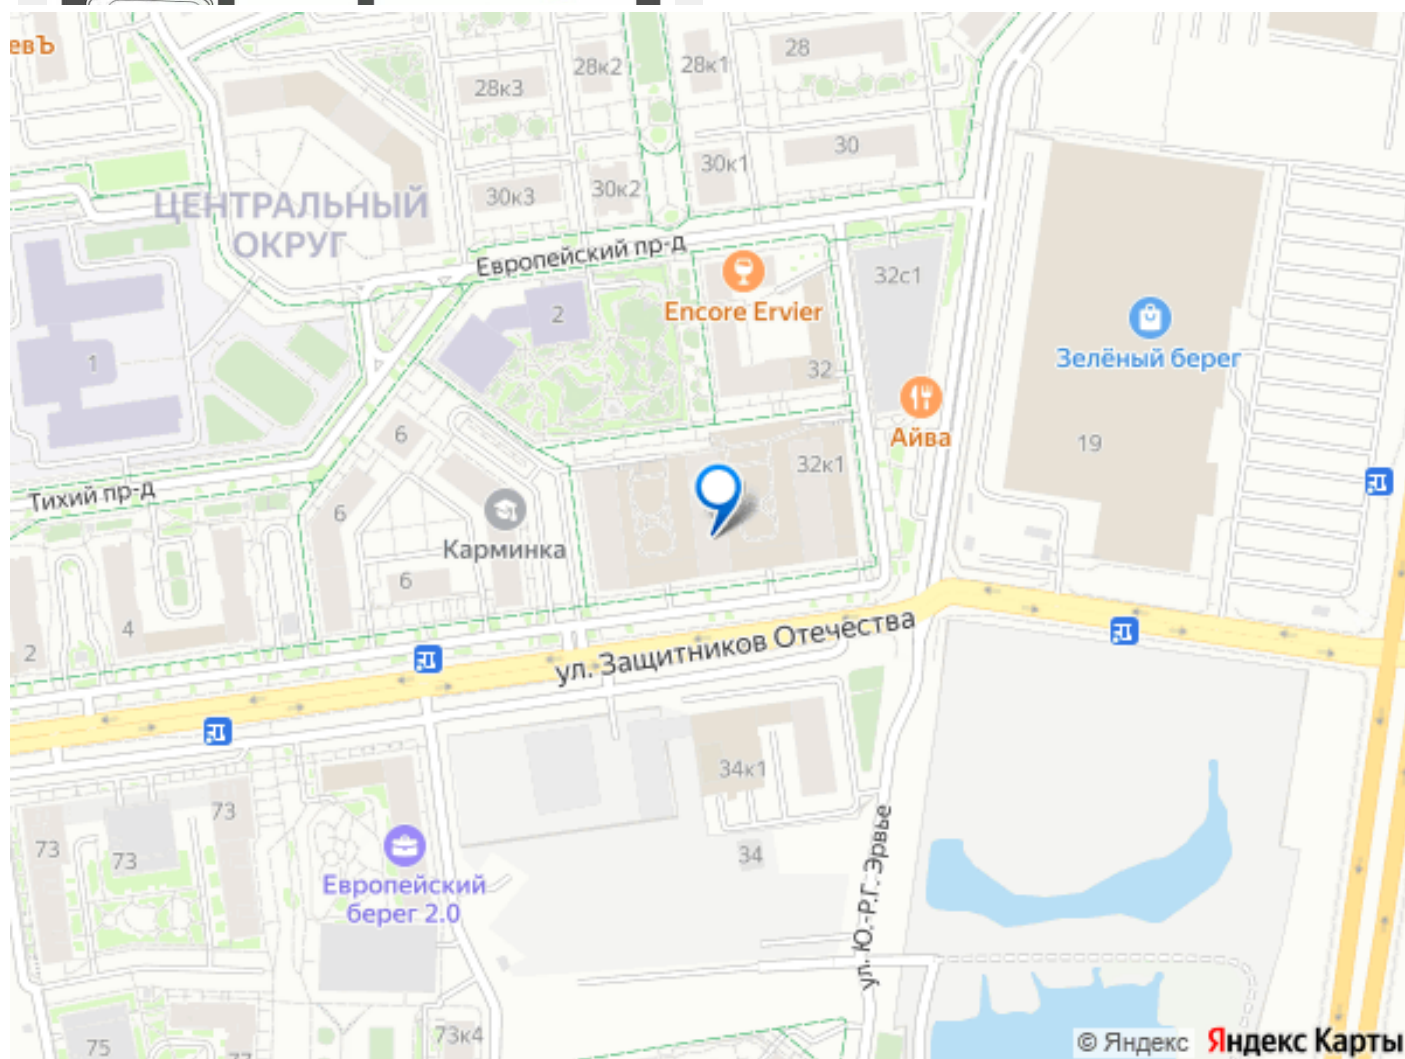 евЪ
28
28к2
28к1
28к3
30
30к1
30к2
30к3
ЦЕНТРАЛЬНЫЙ
ОКРУГ
Европейский пр-д
32с1
Encore Ervier
2
Зелёный берег
1
32
6
Айва
19
32к1
Тихий пр-д
6
Карминка
6
4
2
ул. Защитников Отечества
34к1
73
73
73
34
Европейский
берег 2.0
ул. Ю.-Р.Г. Эрвье
73к4
75
77
© Яндекс Яндекс Карты